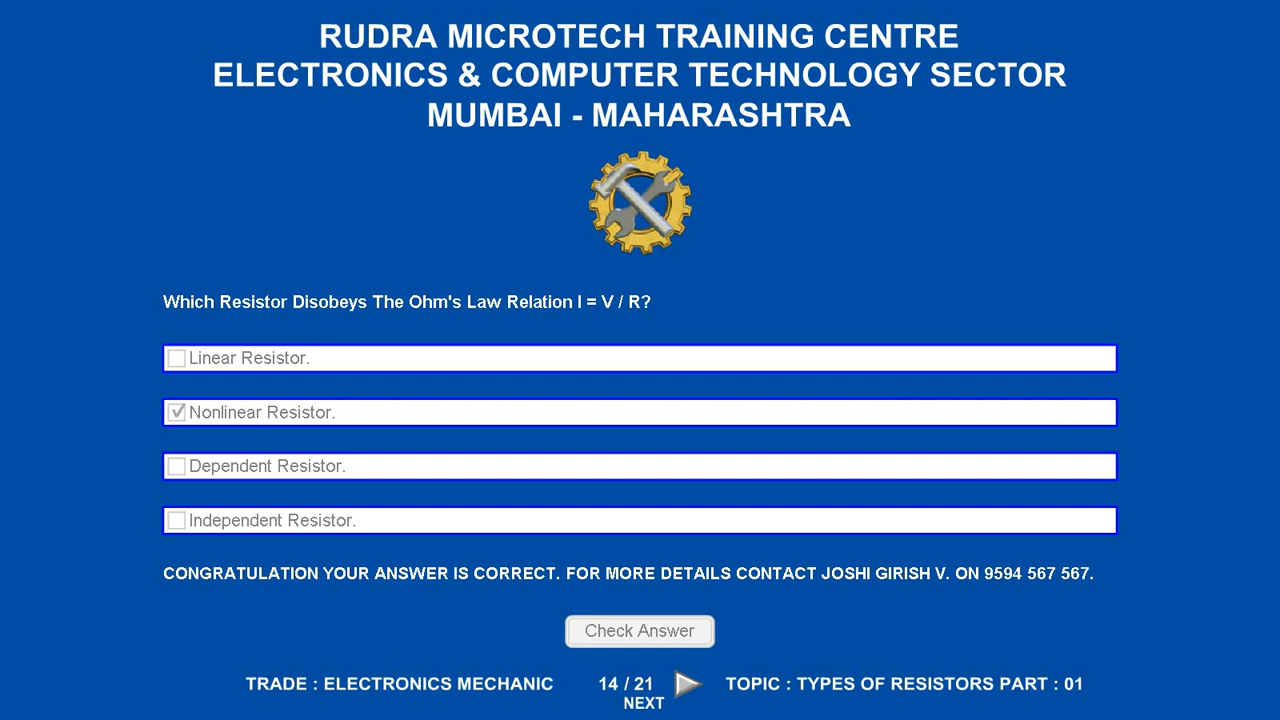 RUDRA MICROTECH TRAINING CENTRE
ELECTRONICS & COMPUTER TECHNOLOGY SECTOR
MUMBAI - MAHARASHTRA
Which Resistor Disobeys The Ohm's Law Relation I = V / R?
Linear Resistor.
Nonlinear Resistor.
Dependent Resistor.
Independent Resistor.
CONGRATULATION YOUR ANSWER IS CORRECT. FOR MORE DETAILS CONTACT JOSHI GIRISH V. ON 9594 567 567.
Check Answer
TRADE : ELECTRONICS MECHANIC 14 / 21 TOPIC : TYPES OF RESISTORS PART : 01
NEXT